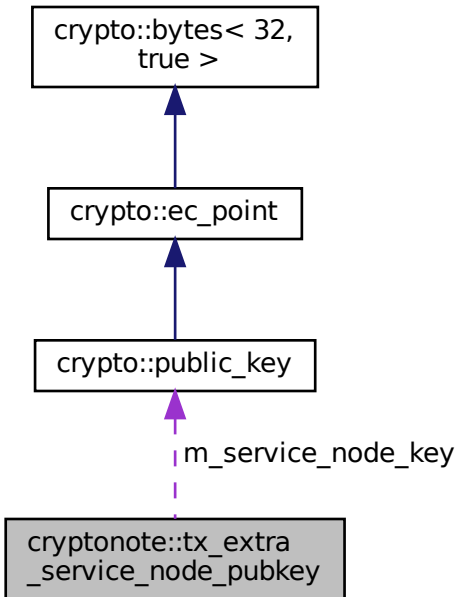 crypto::bytes< 32,
true >
crypto::ec_point
crypto::public_key
m_service_node_key
cryptonote::tx_extra
_service_node_pubkey